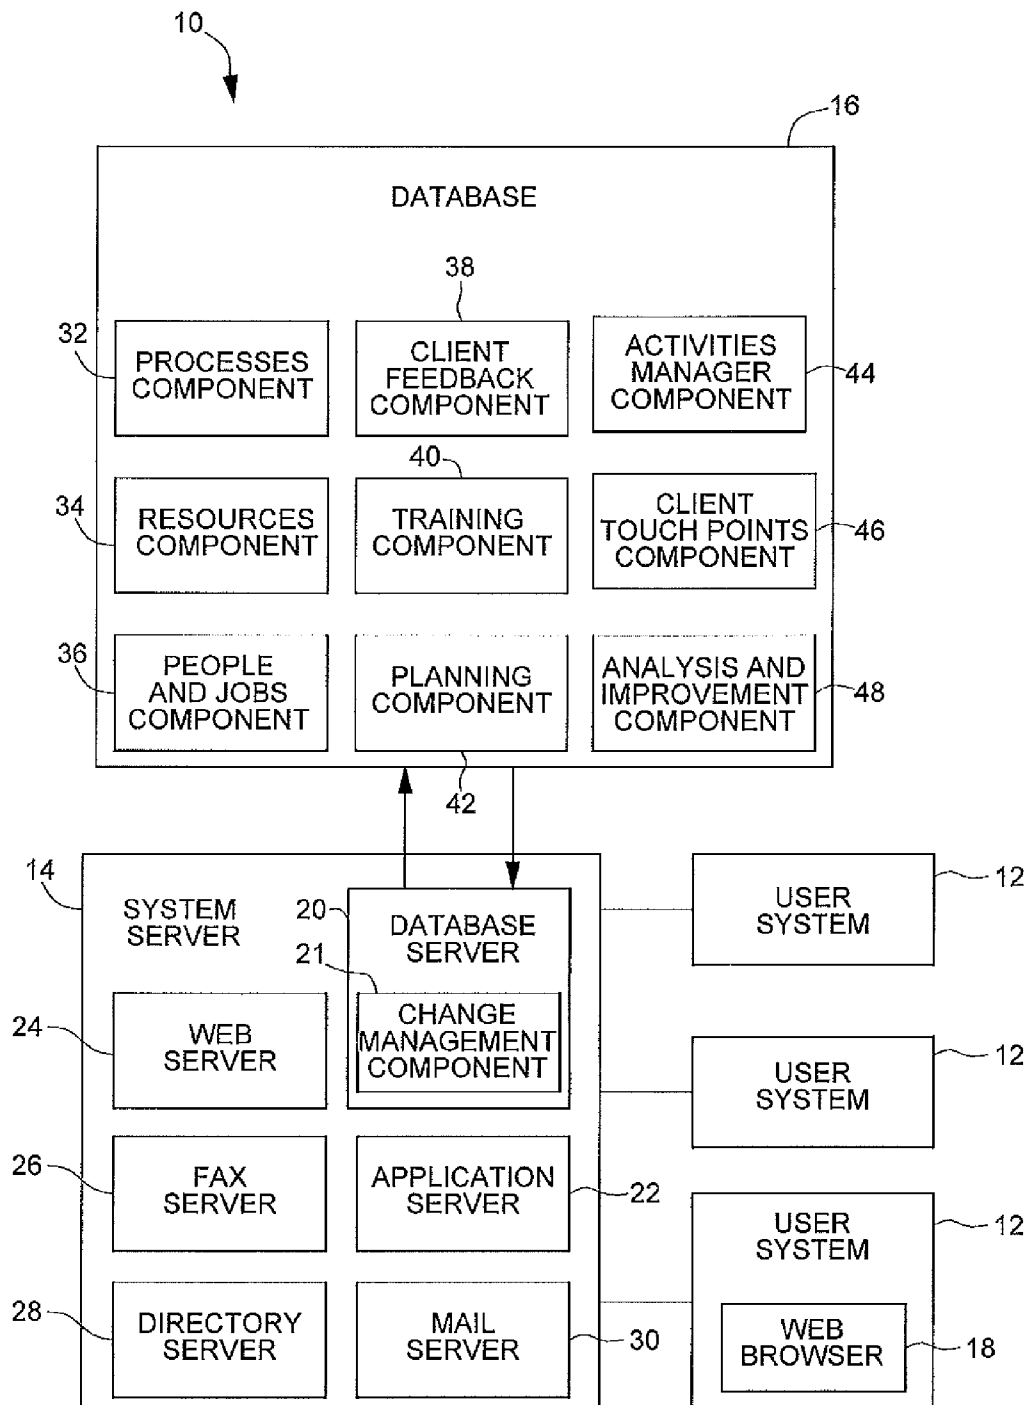 10
16
DATABASE
38
32
PROCESSES
COMPONENT
CLIENT
FEEDBACK
COMPONENT
ACTIVITIES
MANAGER
COMPONENT
44
40
34
RESOURCES
COMPONENT
TRAINING
COMPONENT
CLIENT
TOUCH POINTS
COMPONENT
46
36
PEOPLE
AND JOBS
COMPONENT
PLANNING
COMPONENT
ANALYSIS AND
IMPROVEMENT
COMPONENT
48
42
14
SYSTEM
SERVER
20
DATABASE
SERVER
21
CHANGE
MANAGEMENT
COMPONENT
USER
SYSTEM
12
24
WEB
SERVER
USER
SYSTEM
12
26
FAX
SERVER
APPLICATION
SERVER
22
USER
SYSTEM
12
28
DIRECTORY
SERVER
MAIL
SERVER
30
WEB
BROWSER
18